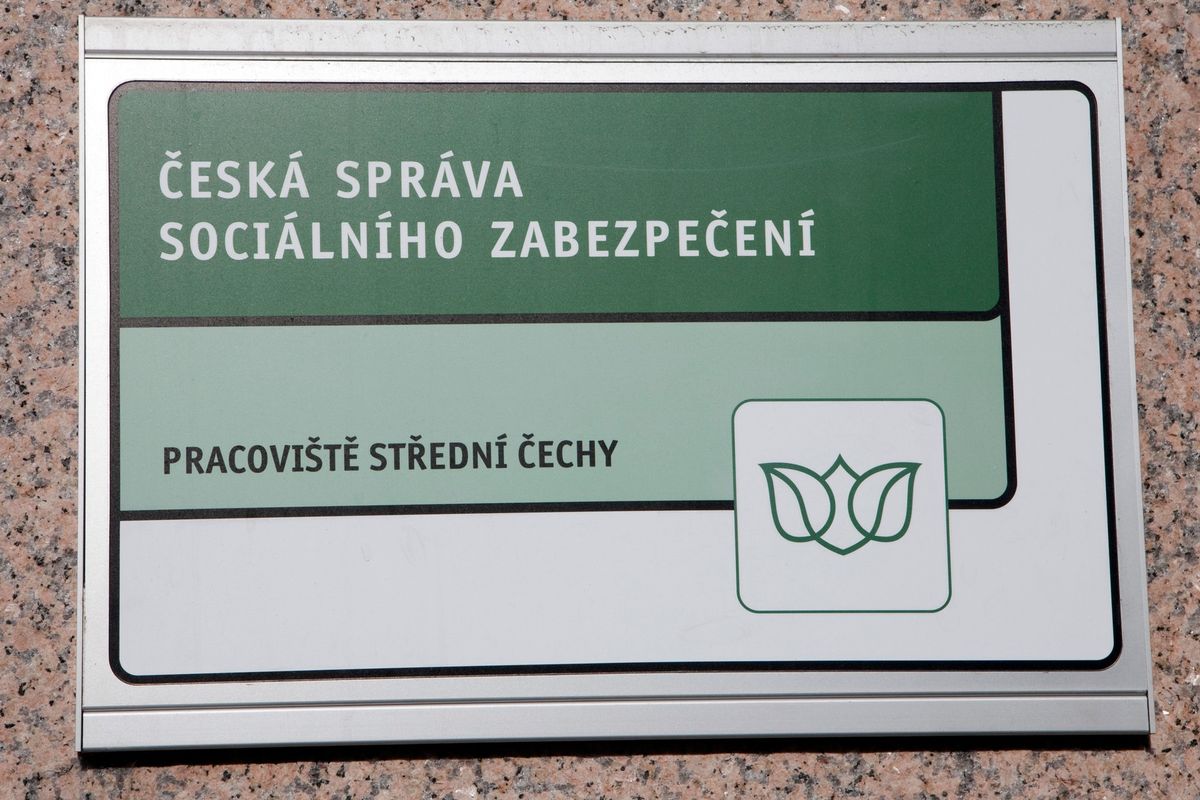 ČESKÁ SPRÁVA
SOCIÁLNÍHO ZABEZPEČENÍ
PRACOVIŠTĚ STŘEDNÍ ČECHY